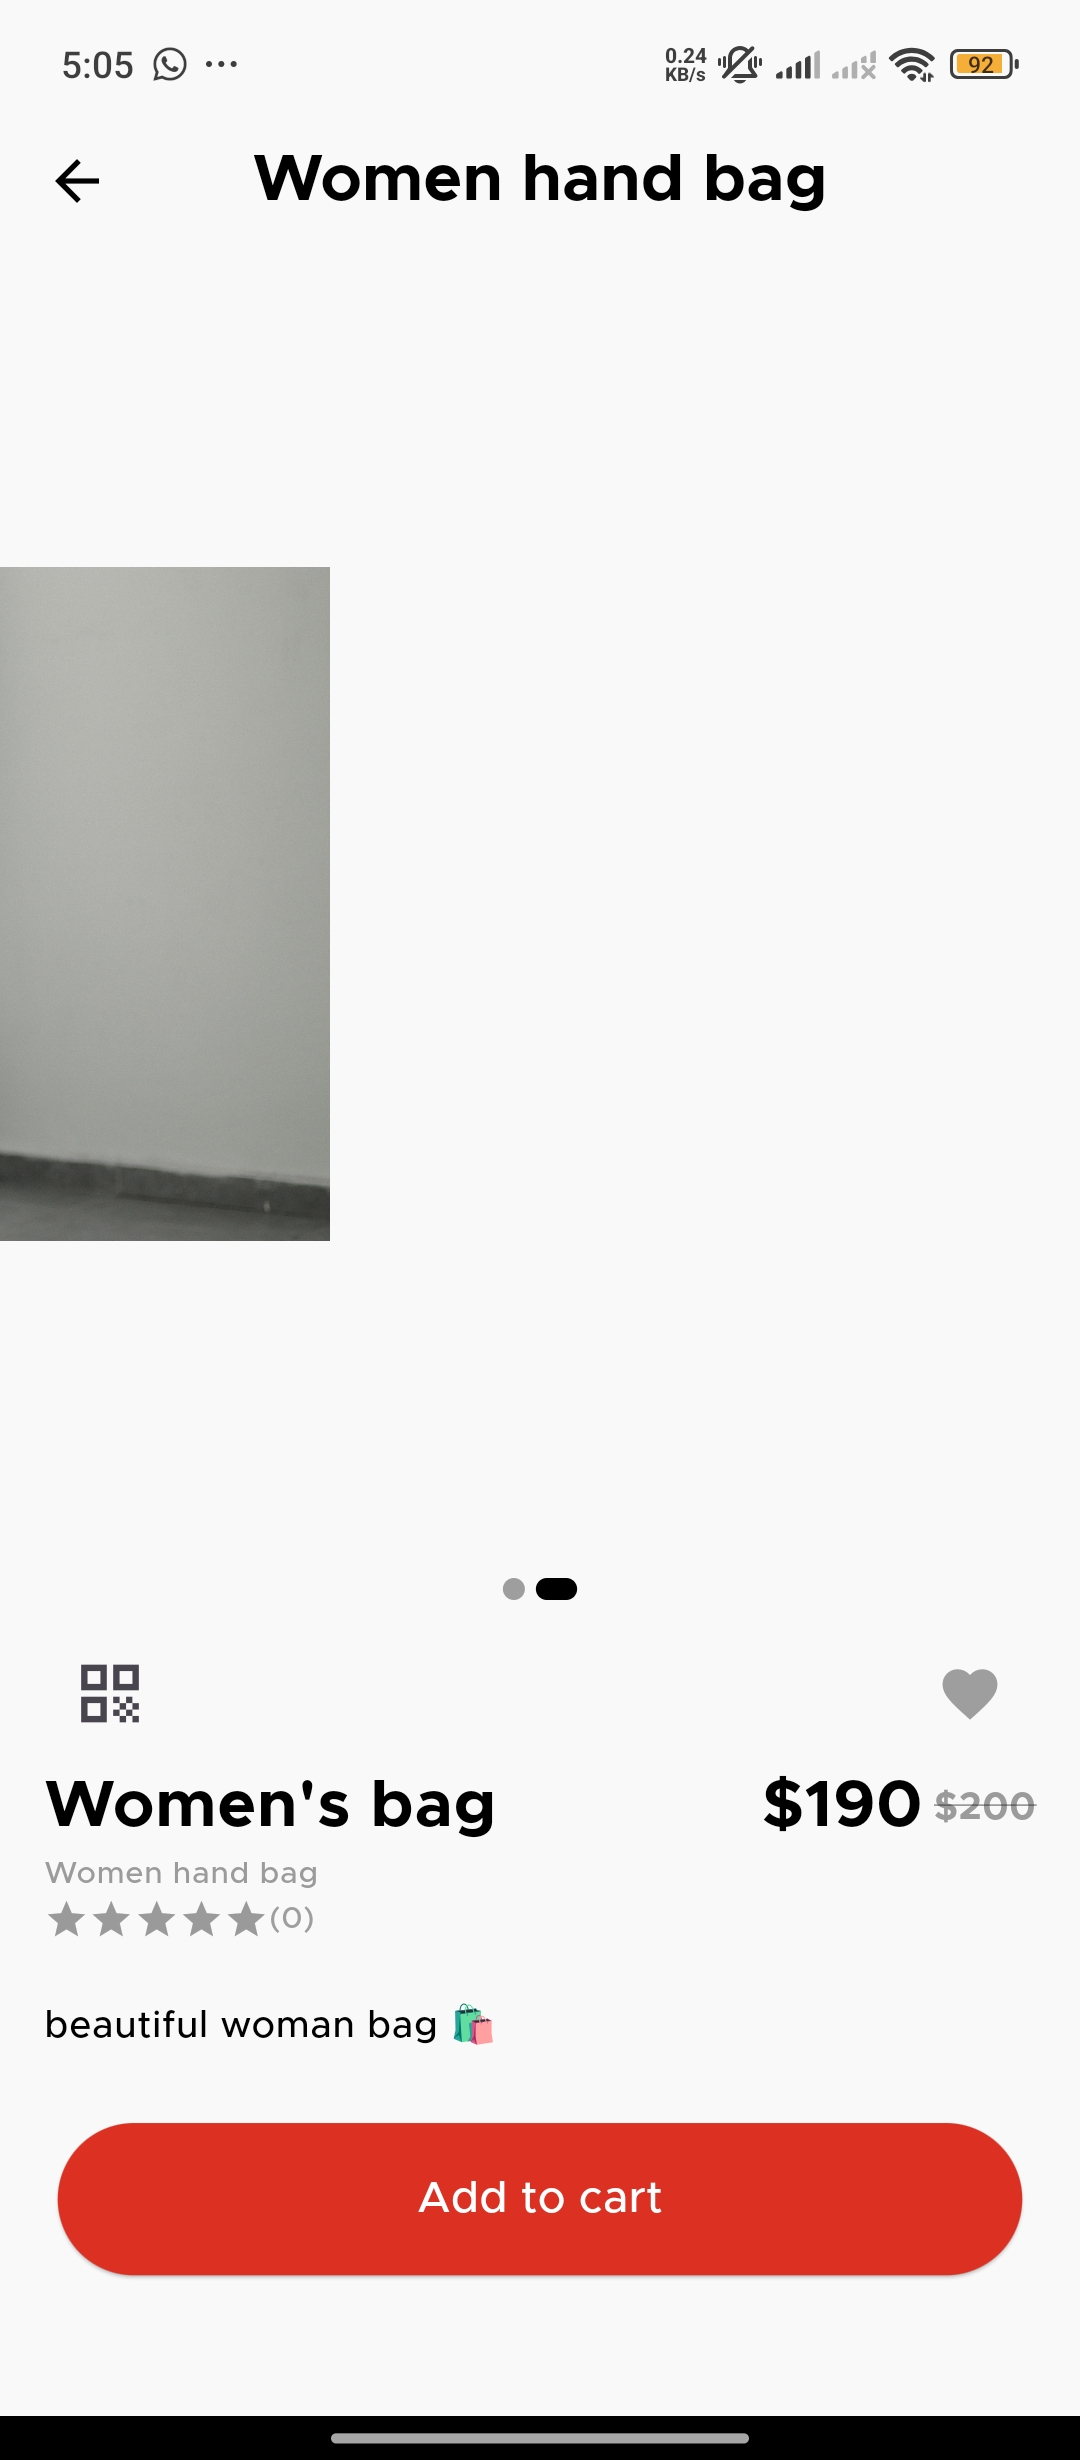 5:05
0.24
KB/s
92
Women hand bag
Women's bag
$190 $200
Women hand bag
(0)
beautiful woman bag 🛍️
Add to cart